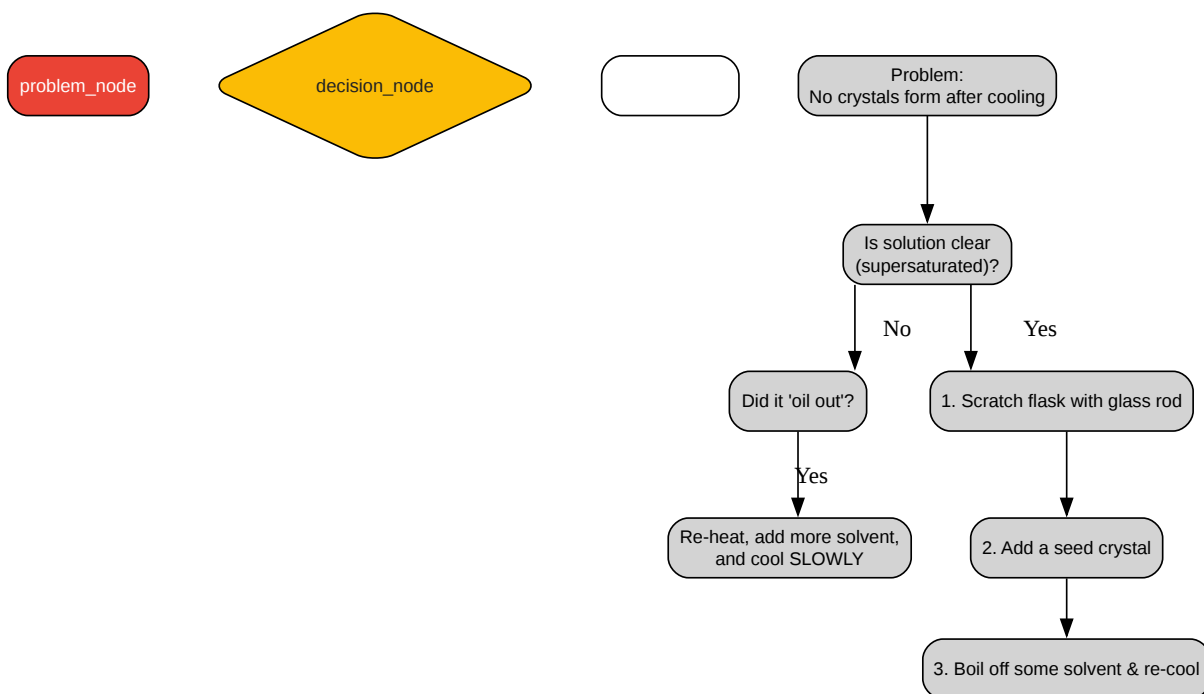 problem_node
decision_node
Problem:
No crystals form after cooling
Is solution clear
(supersaturated)?
No
Yes
Did it 'oil out'?
1. Scratch flask with glass rod
Yes
Re-heat, add more solvent,
and cool SLOWLY
2. Add a seed crystal
3. Boil off some solvent & re-cool